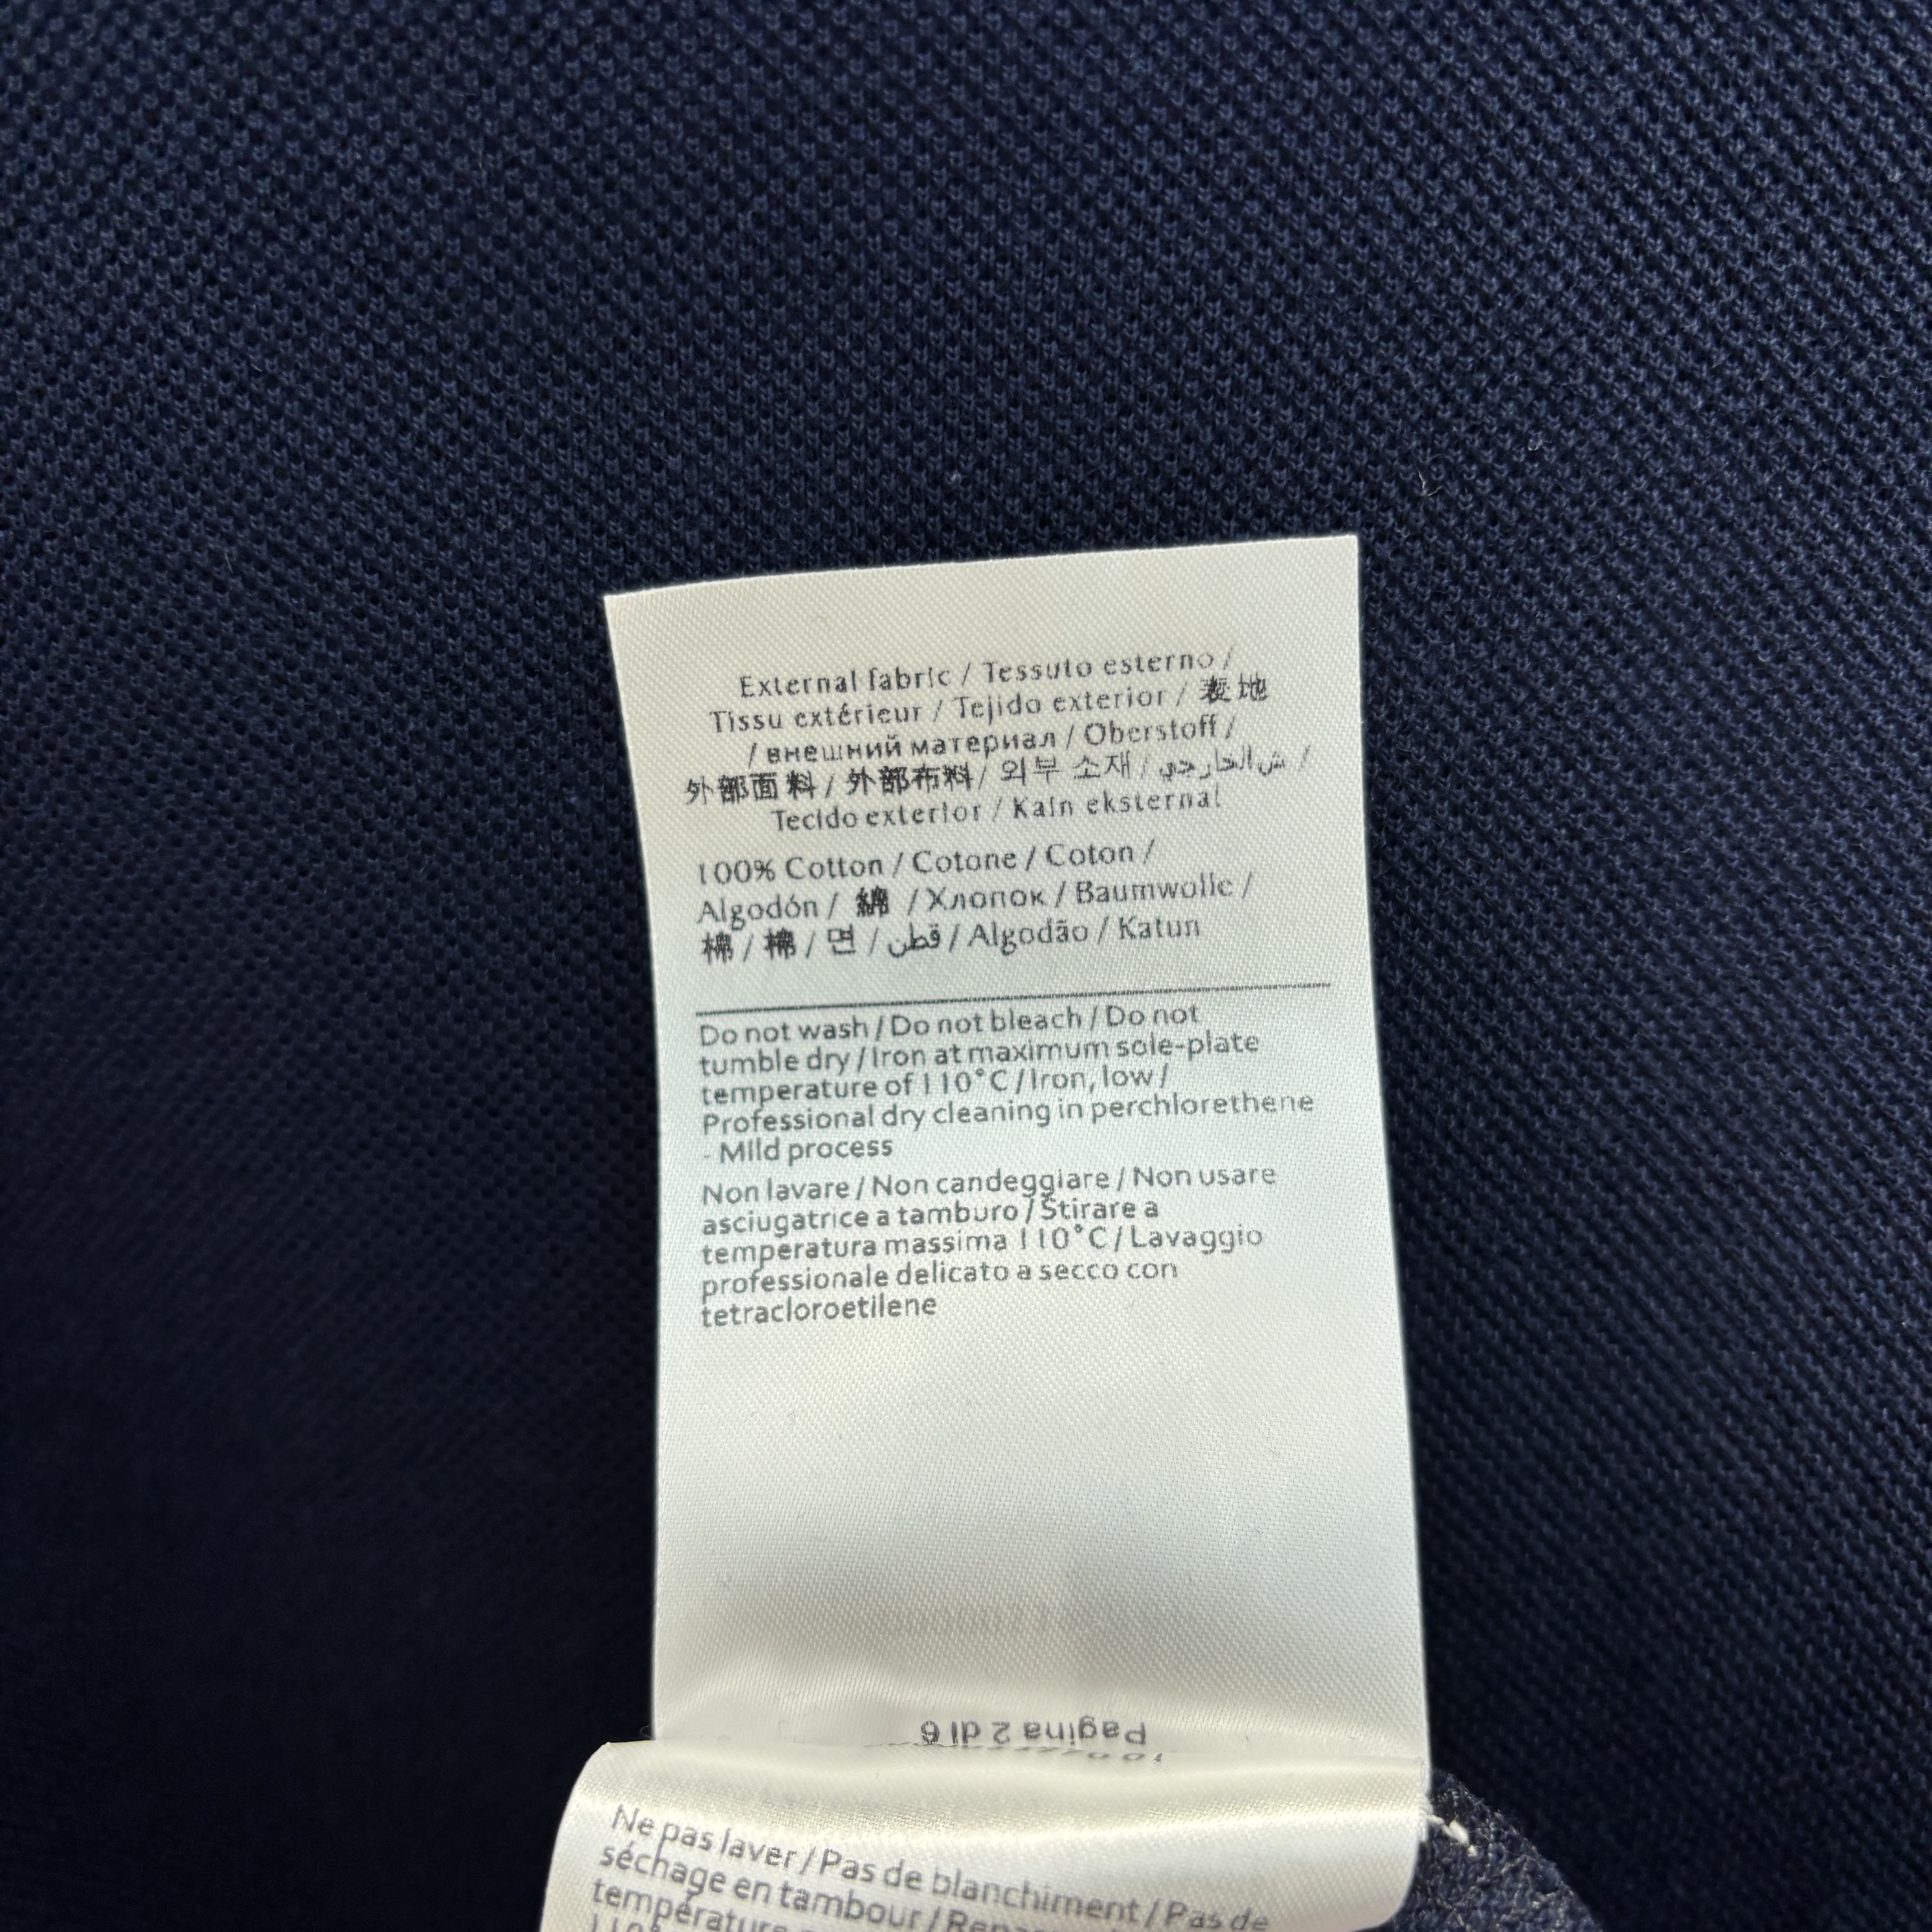 External fabric / Tessuto esterno /
Tissu extérieur / Tejido exterior / 表地
/ внешний материал / Oberstoff /
外部面料 / 外部布料 / 외부 소재 / ش الخارجي /
Tecido exterior / Kain eksternal
100% Cotton / Cotone / Coton /
Algodón / 綿 / Хлопок / Baumwolle /
棉 / 棉 / 면 / قطن / Algodão / Katun
Do not wash / Do not bleach / Do not
tumble dry / Iron at maximum sole-plate
temperature of 110°C / Iron, low /
Professional dry cleaning in perchlorethene
- Mild process
Non lavare / Non candeggiare / Non usare
asciugatrice a tamburo / Stirare a
temperatura massima 110°C / Lavaggio
professionale delicato a secco con
tetracloroetilene
Pagina 2 di 6
Ne pas laver / Pas de blanchiment / Pas de
séchage en tambour /
température
110°